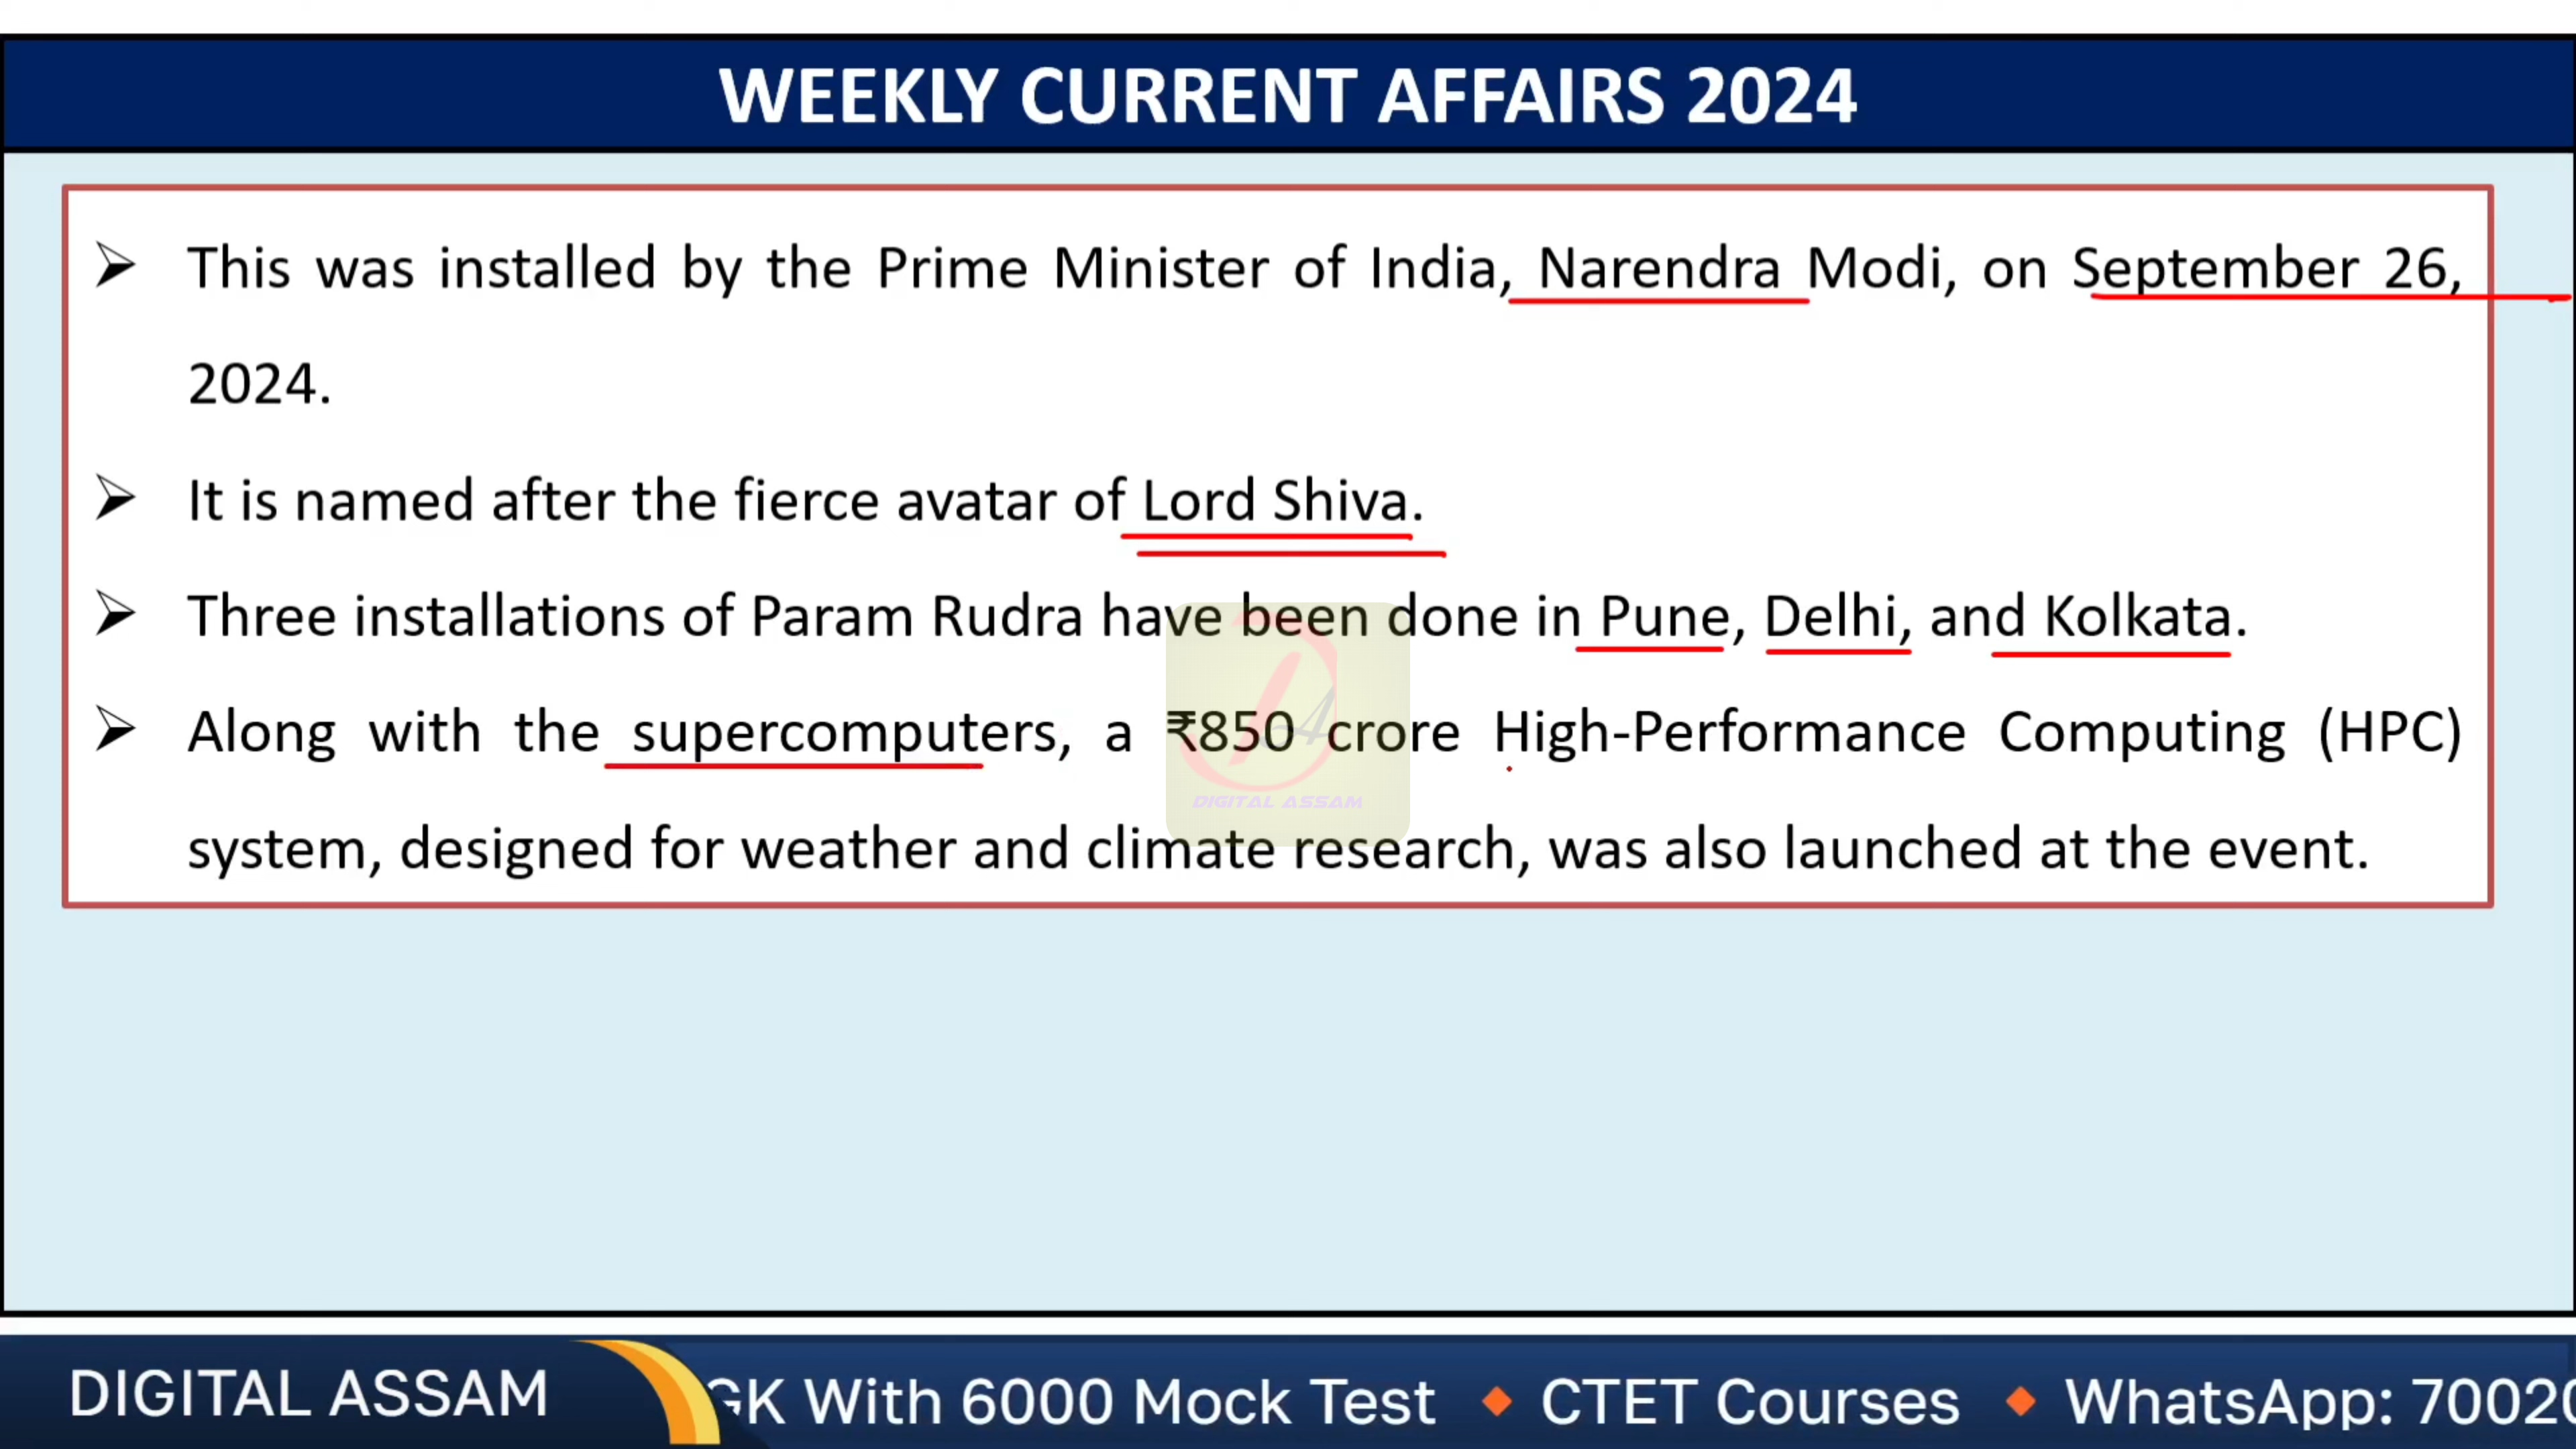 WEEKLY CURRENT AFFAIRS 2024
➢ This was installed by the Prime Minister of India, Narendra Modi, on September 26,
2024.
➢ It is named after the fierce avatar of Lord Shiva.
➢ Three installations of Param Rudra have been done in Pune, Delhi, and Kolkata.
➢ Along with the supercomputers, a ₹850 crore High-Performance Computing (HPC)
DIGITAL ASSAM
system, designed for weather and climate research, was also launched at the event.
DIGITAL ASSAM GK With 6000 Mock Test ◆ CTET Courses ◆ WhatsApp: 70020